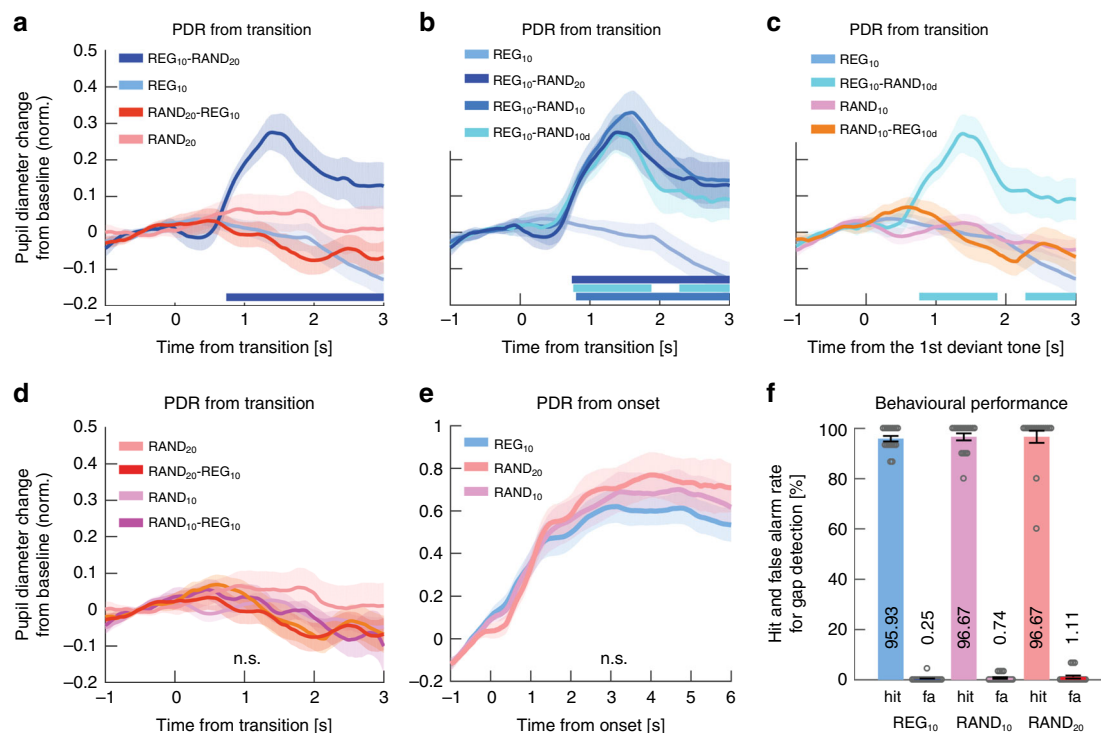 a
PDR from transition
Pupil diameter change
from baseline (norm.)
0.5
0.4
0.3
0.2
0.1
0
−0.1
−0.2
REG10-RAND20
REG10
RAND20-REG10
RAND20
−1 0 1 2 3
Time from transition [s]
b
PDR from transition
REG10
REG10-RAND20
REG10-RAND10
REG10-RAND10d
−1 0 1 2 3
Time from transition [s]
c
PDR from transition
REG10
REG10-RAND10d
RAND10
RAND10-REG10d
−1 0 1 2 3
Time from the 1st deviant tone [s]
d
PDR from transition
Pupil diameter change
from baseline (norm.)
0.5
0.4
0.3
0.2
0.1
0
−0.1
−0.2
RAND20
RAND20-REG10
RAND10
RAND10-REG10
n.s.
−1 0 1 2 3
Time from transition [s]
e
PDR from onset
1
0.8
0.6
0.4
0.2
0
−0.2
REG10
RAND20
RAND10
n.s.
−1 0 1 2 3 4 5 6
Time from onset [s]
f
Behavioural performance
Hit and false alarm rate
for gap detection [%]
100
80
60
40
20
0
95.93
0.25
96.67
0.74
96.67
1.11
hit fa hit fa hit fa
REG10 RAND10 RAND20